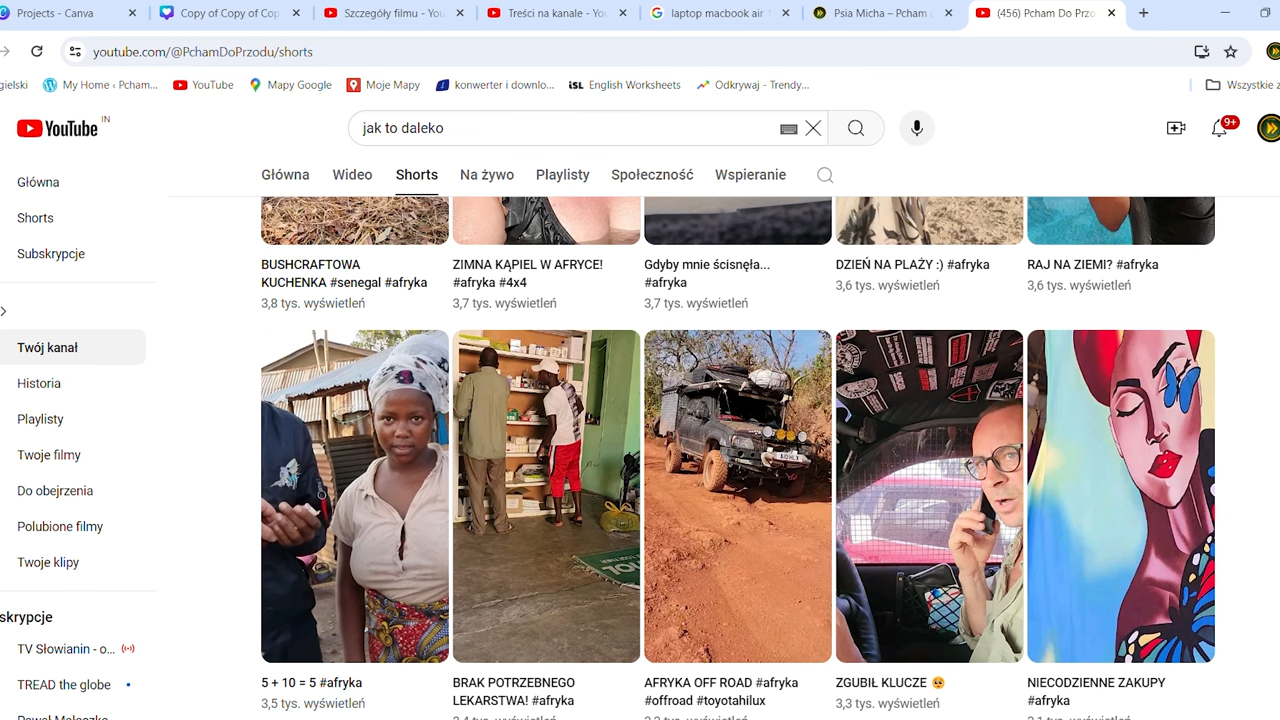 Projects - Canva
Copy of Copy of Cop
Szczegóły filmu - You
Treści na kanale - Yo
laptop macbook air
Psia Micha – Pcham
(456) Pcham Do Przo
youtube.com/@PchamDoPrzodu/shorts
gielski
My Home ‹ Pcham...
YouTube
Mapy Google
Moje Mapy
konwerter i downlo...
iSL English Worksheets
Odkrywaj - Trendy...
Wszystkie z
YouTube IN
jak to daleko
9+
Główna
Wideo
Shorts
Na żywo
Playlisty
Społeczność
Wspieranie
Główna
Shorts
Subskrypcje
Twój kanał
Historia
Playlisty
Twoje filmy
Do obejrzenia
Polubione filmy
Twoje klipy
skrypcje
TV Słowianin - o...
TREAD the globe
BUSHCRAFTOWA
KUCHENKA #senegal #afryka
3,8 tys. wyświetleń
ZIMNA KĄPIEL W AFRYCE!
#afryka #4x4
3,7 tys. wyświetleń
Gdyby mnie ścisnęła...
#afryka
3,7 tys. wyświetleń
DZIEŃ NA PLAŻY :) #afryka
3,6 tys. wyświetleń
RAJ NA ZIEMI? #afryka
3,6 tys. wyświetleń
5 + 10 = 5 #afryka
3,5 tys. wyświetleń
BRAK POTRZEBNEGO
LEKARSTWA! #afryka
AFRYKA OFF ROAD #afryka
#offroad #toyotahilux
ZGUBIŁ KLUCZE
3,3 tys. wyświetleń
NIECODZIENNE ZAKUPY
#afryka